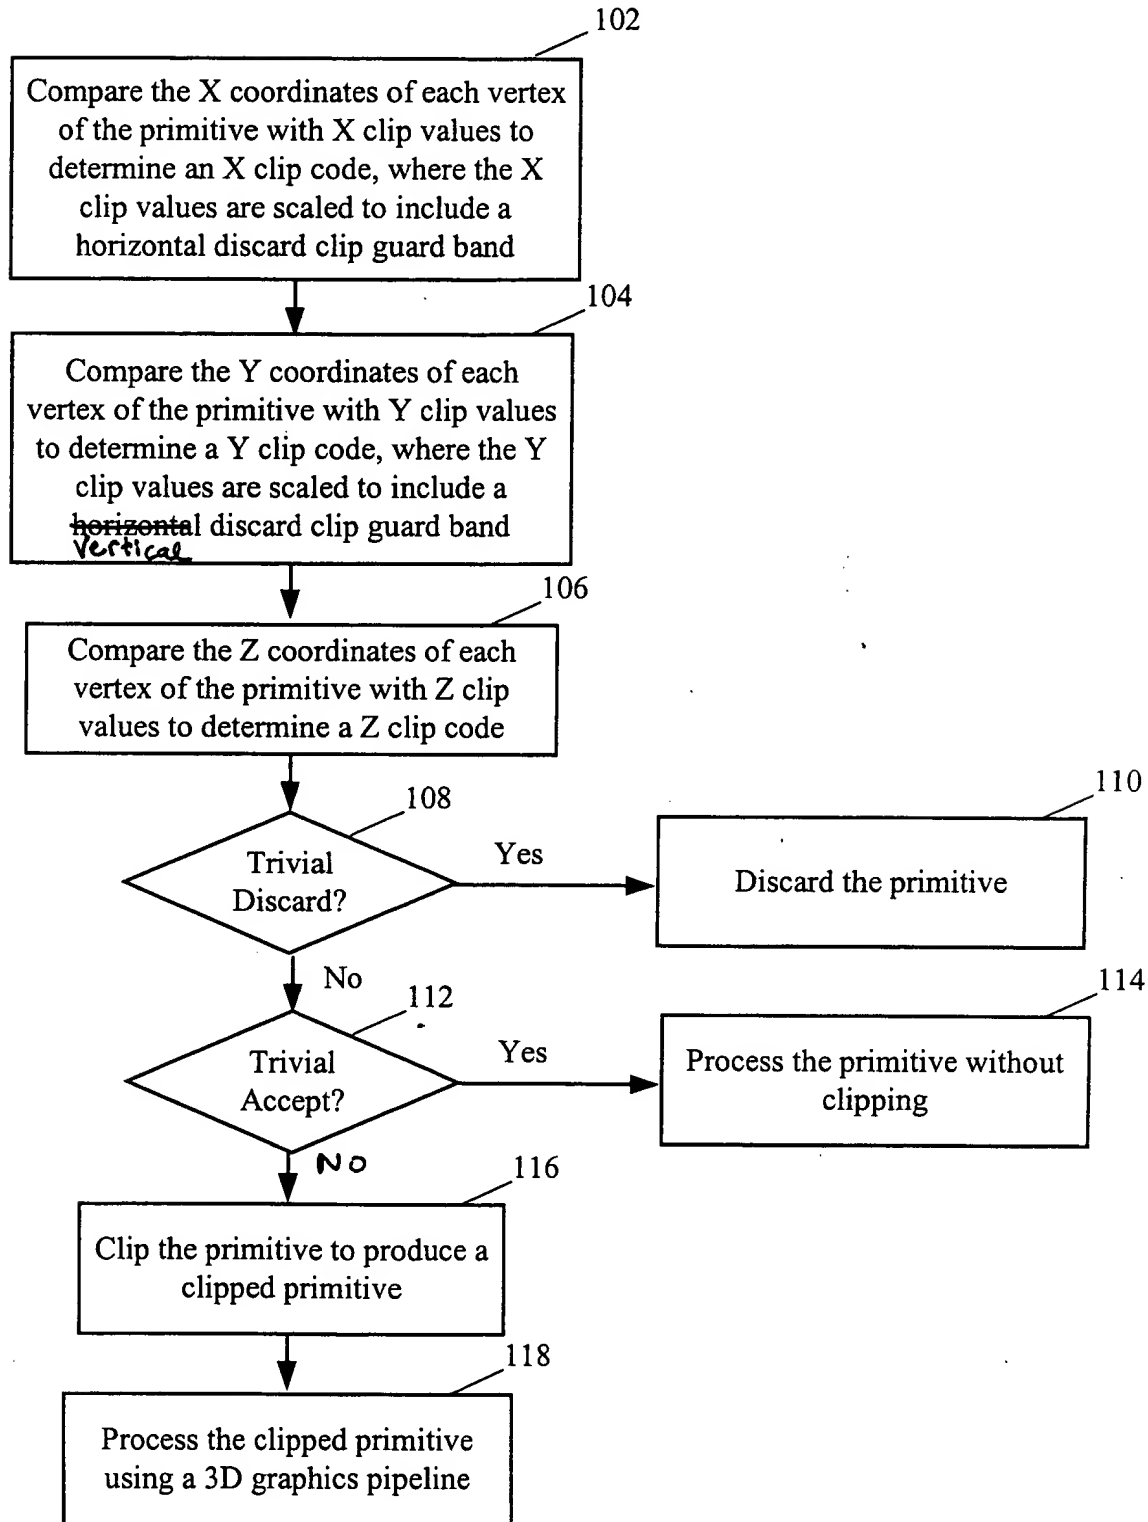 102
Compare the X coordinates of each vertex
of the primitive with X clip values to
determine an X clip code, where the X
clip values are scaled to include a
horizontal discard clip guard band
104
Compare the Y coordinates of each
vertex of the primitive with Y clip values
to determine a Y clip code, where the Y
clip values are scaled to include a
horizontal discard clip guard band
Vertical
106
Compare the Z coordinates of each
vertex of the primitive with Z clip
values to determine a Z clip code
108
Trivial
Discard?
Yes
110
Discard the primitive
No
112
Trivial
Accept?
Yes
114
Process the primitive without
clipping
NO
116
Clip the primitive to produce a
clipped primitive
118
Process the clipped primitive
using a 3D graphics pipeline